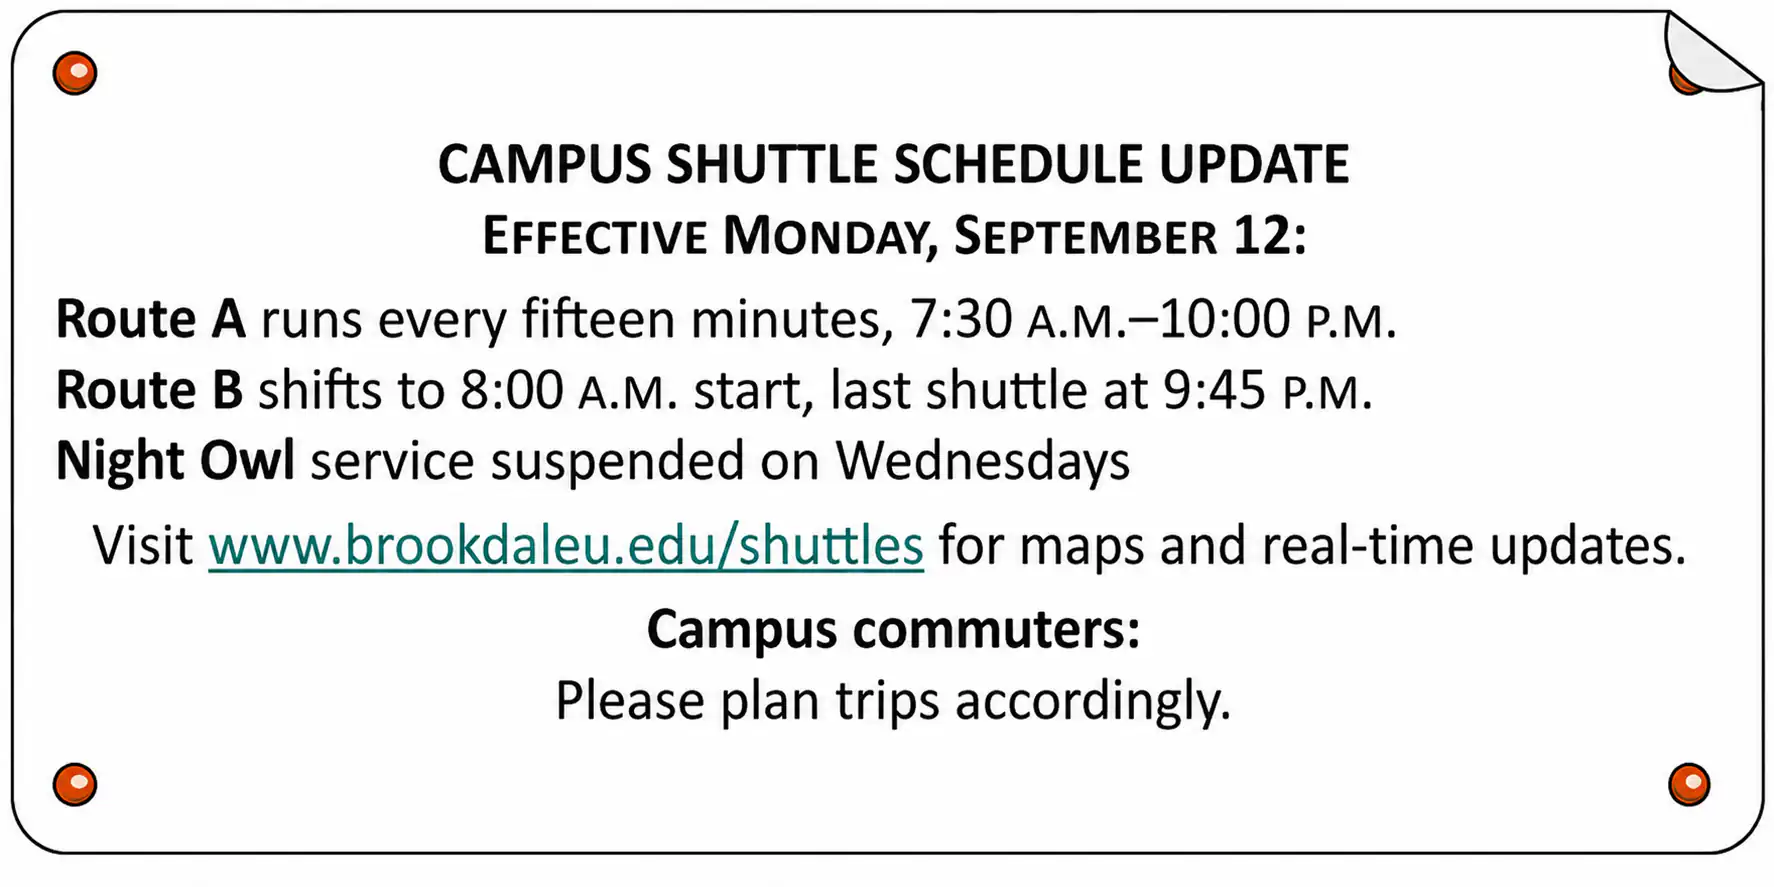 CAMPUS SHUTTLE SCHEDULE UPDATE
EFFECTIVE MONDAY, SEPTEMBER 12:
Route A runs every fifteen minutes, 7:30 A.M.–10:00 P.M.
Route B shifts to 8:00 A.M. start, last shuttle at 9:45 P.M.
Night Owl service suspended on Wednesdays
Visit www.brookdaleu.edu/shuttles for maps and real-time updates.
Campus commuters:
Please plan trips accordingly.